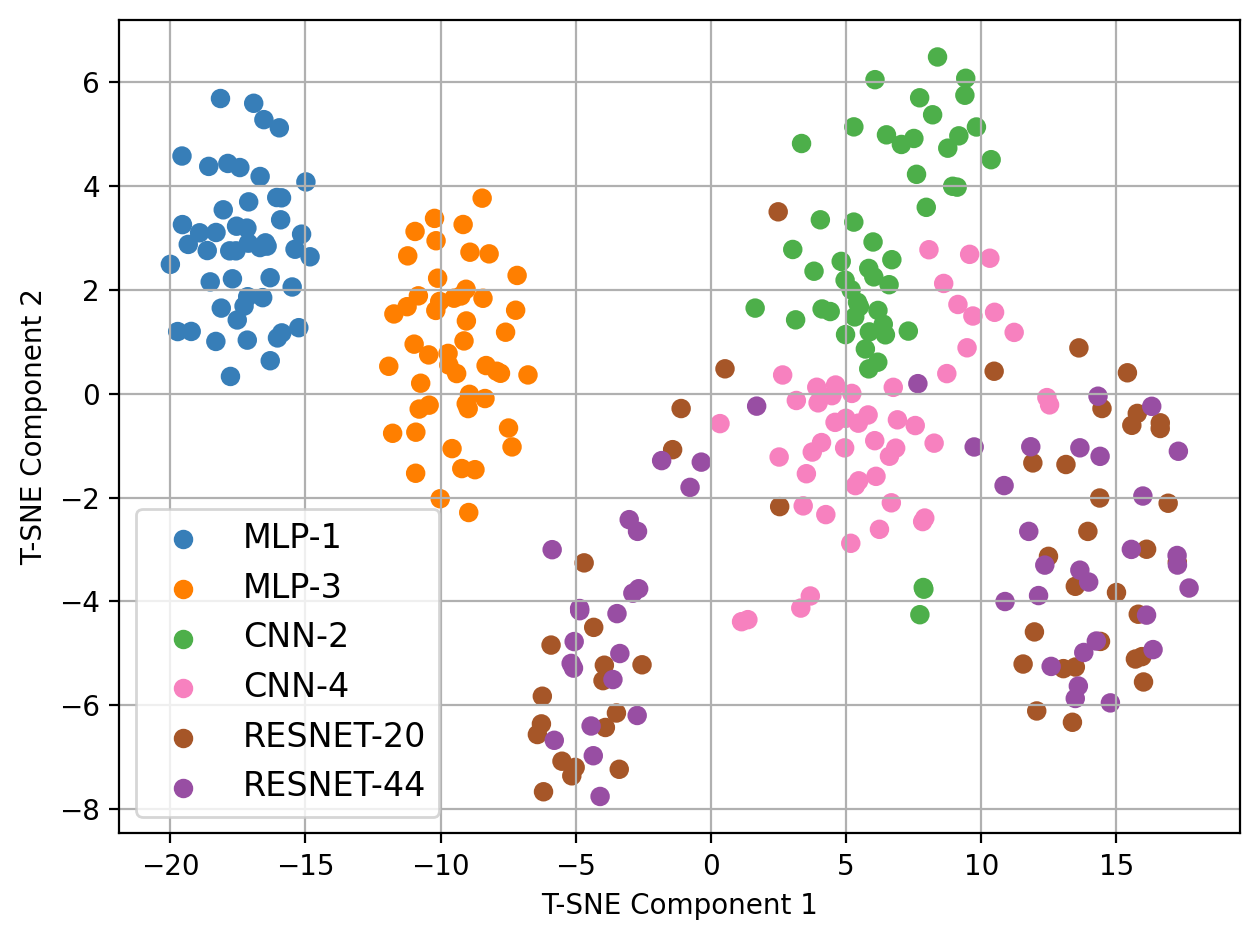 6
4
2
0
−2
−4
−6
−8
T-SNE Component 2
MLP-1
MLP-3
CNN-2
CNN-4
RESNET-20
RESNET-44
−20 −15 −10 −5 0 5 10 15
T-SNE Component 1